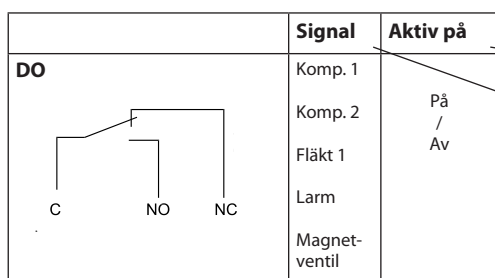 Signal Aktiv på
DO
Komp. 1
Komp. 2
Fläkt 1
Larm
Magnet-
ventil
På
/
Av
C NO NC